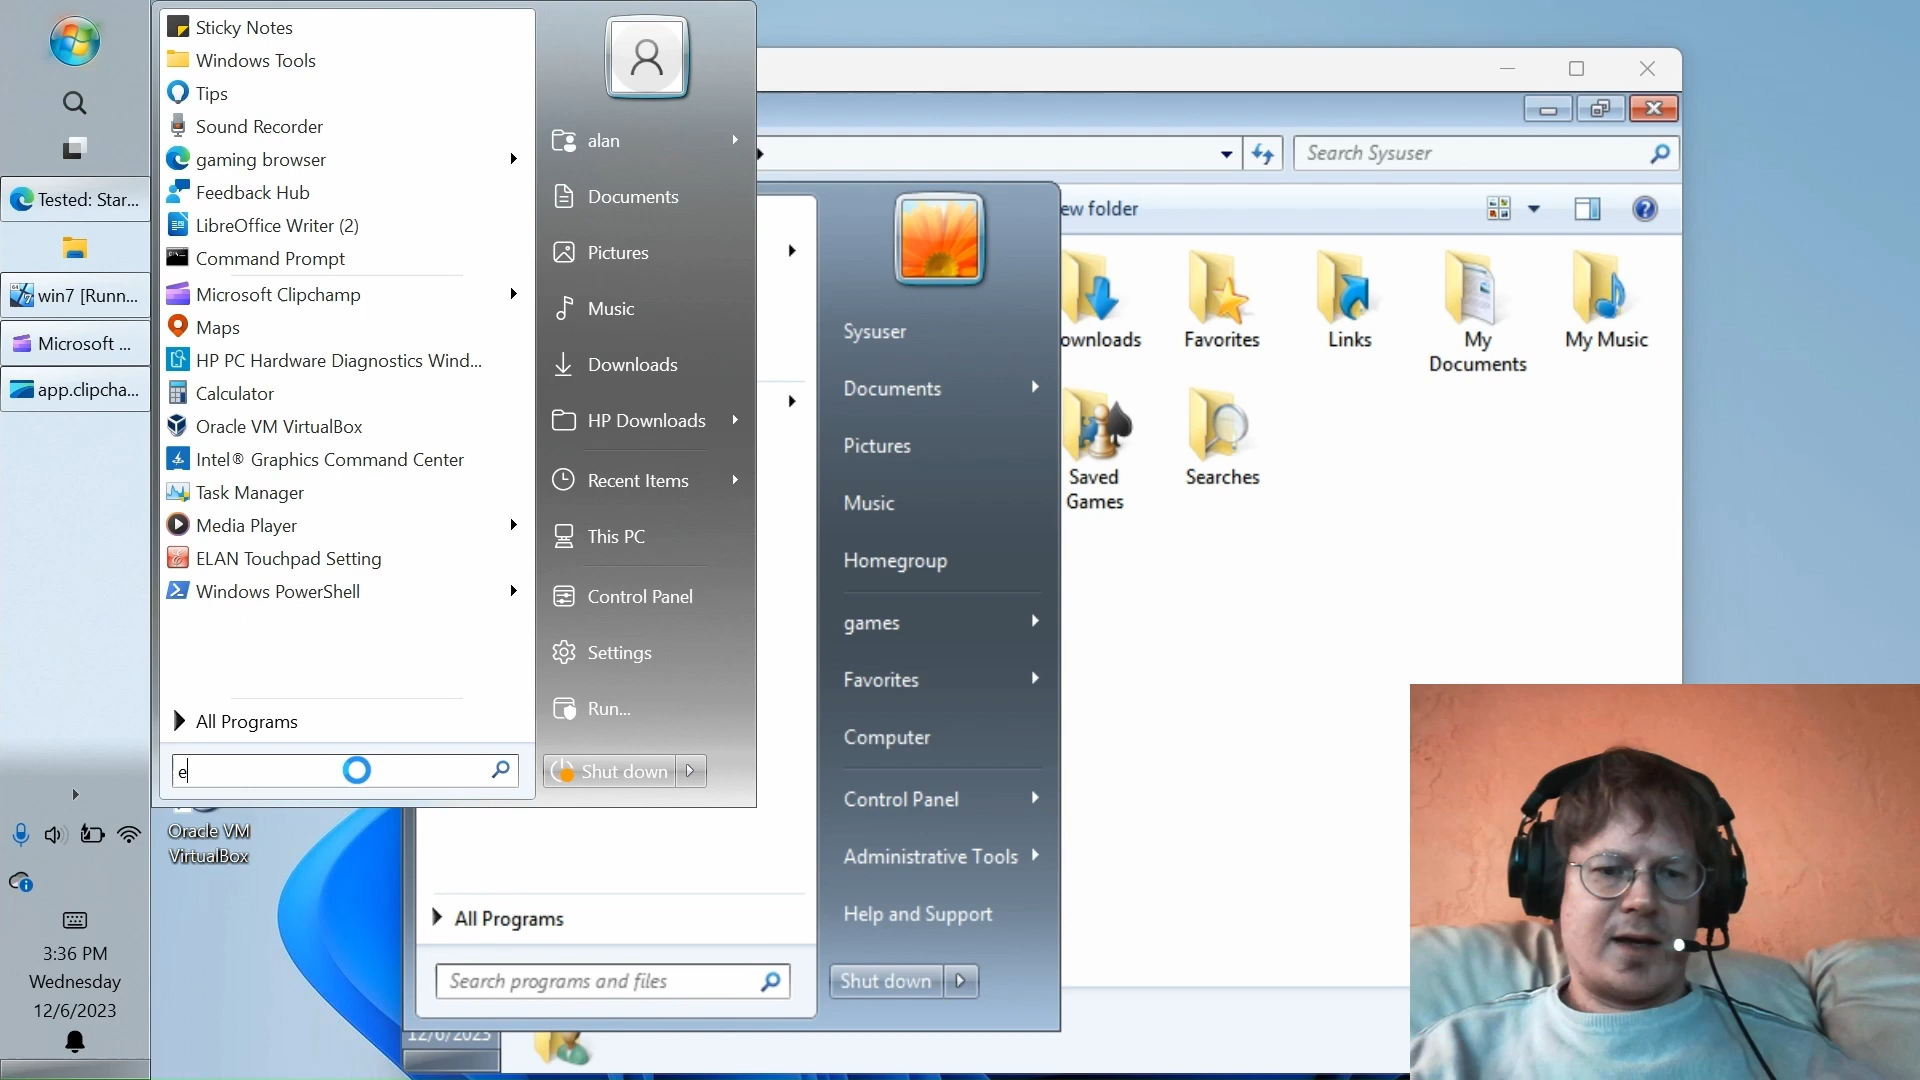 Tested: Star...
win7 [Runn...
Microsoft ...
app.clipcha...
3:36 PM
Wednesday
12/6/2023
Sticky Notes
Windows Tools
Tips
Sound Recorder
gaming browser
Feedback Hub
LibreOffice Writer (2)
Command Prompt
Microsoft Clipchamp
Maps
HP PC Hardware Diagnostics Wind...
Calculator
Oracle VM VirtualBox
Intel® Graphics Command Center
Task Manager
Media Player
ELAN Touchpad Setting
Windows PowerShell
All Programs
e
alan
Documents
Pictures
Music
Downloads
HP Downloads
Recent Items
This PC
Control Panel
Settings
Run...
Shut down
Oracle VM
VirtualBox
All Programs
Search programs and files
12/6/2023
Sysuser
Documents
Pictures
Music
Homegroup
games
Favorites
Computer
Control Panel
Administrative Tools
Help and Support
Shut down
Search Sysuser
ew folder
ownloads
Favorites
Links
My
Documents
My Music
Saved
Games
Searches